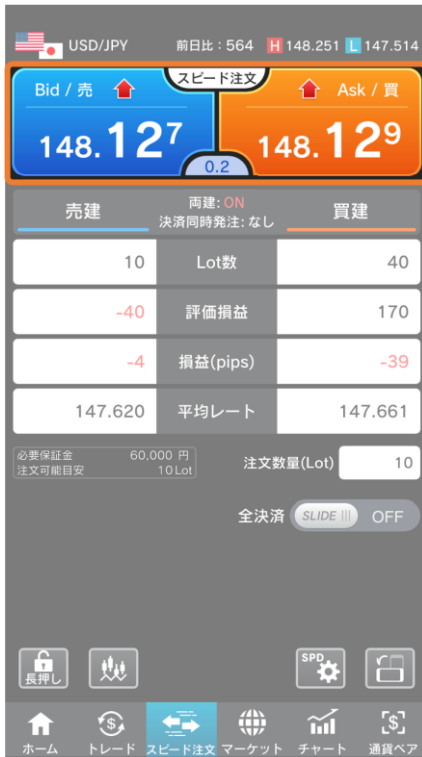 USD/JPY 前日比：564 H 148.251 L 147.514
スピード注文
Bid / 売 Ask / 買
148.127 148.129
0.2
売建 両建: ON 買建
決済同時発注: なし
10 Lot数 40
-40 評価損益 170
-4 損益(pips) -39
147.620 平均レート 147.661
必要保証金 60,000 円
注文可能目安 10 Lot
注文数量(Lot) 10
全決済 SLIDE OFF
長押し SPD
ホーム トレード スピード注文 マーケット チャート 通貨ペア